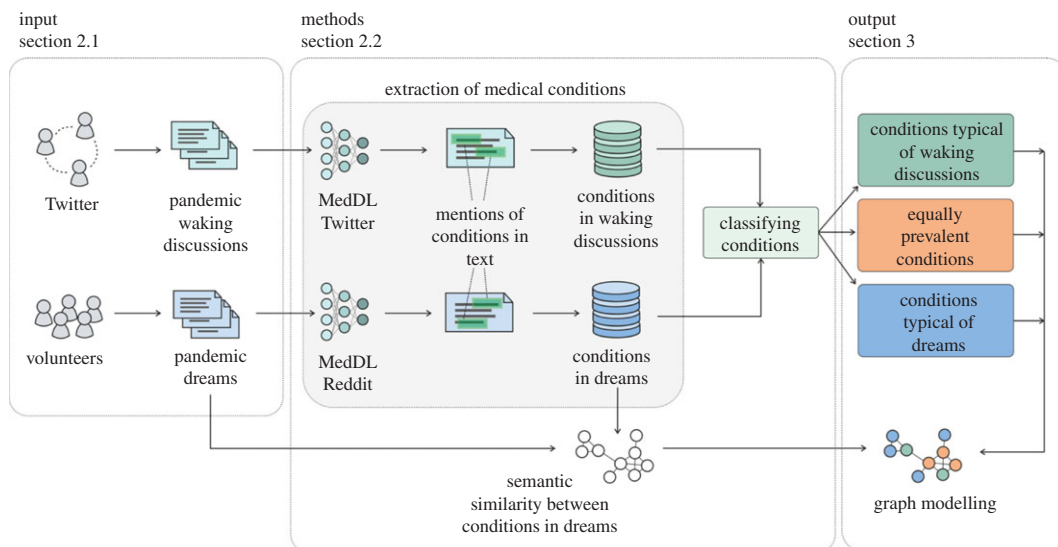 input
section 2.1
methods
section 2.2
output
section 3
extraction of medical conditions
Twitter
pandemic
waking
discussions
MedDL
Twitter
mentions of
conditions in
text
conditions
in waking
discussions
classifying
conditions
conditions typical
of waking
discussions
equally
prevalent
conditions
conditions
typical of
dreams
volunteers
pandemic
dreams
MedDL
Reddit
conditions
in dreams
semantic
similarity between
conditions in dreams
graph modelling